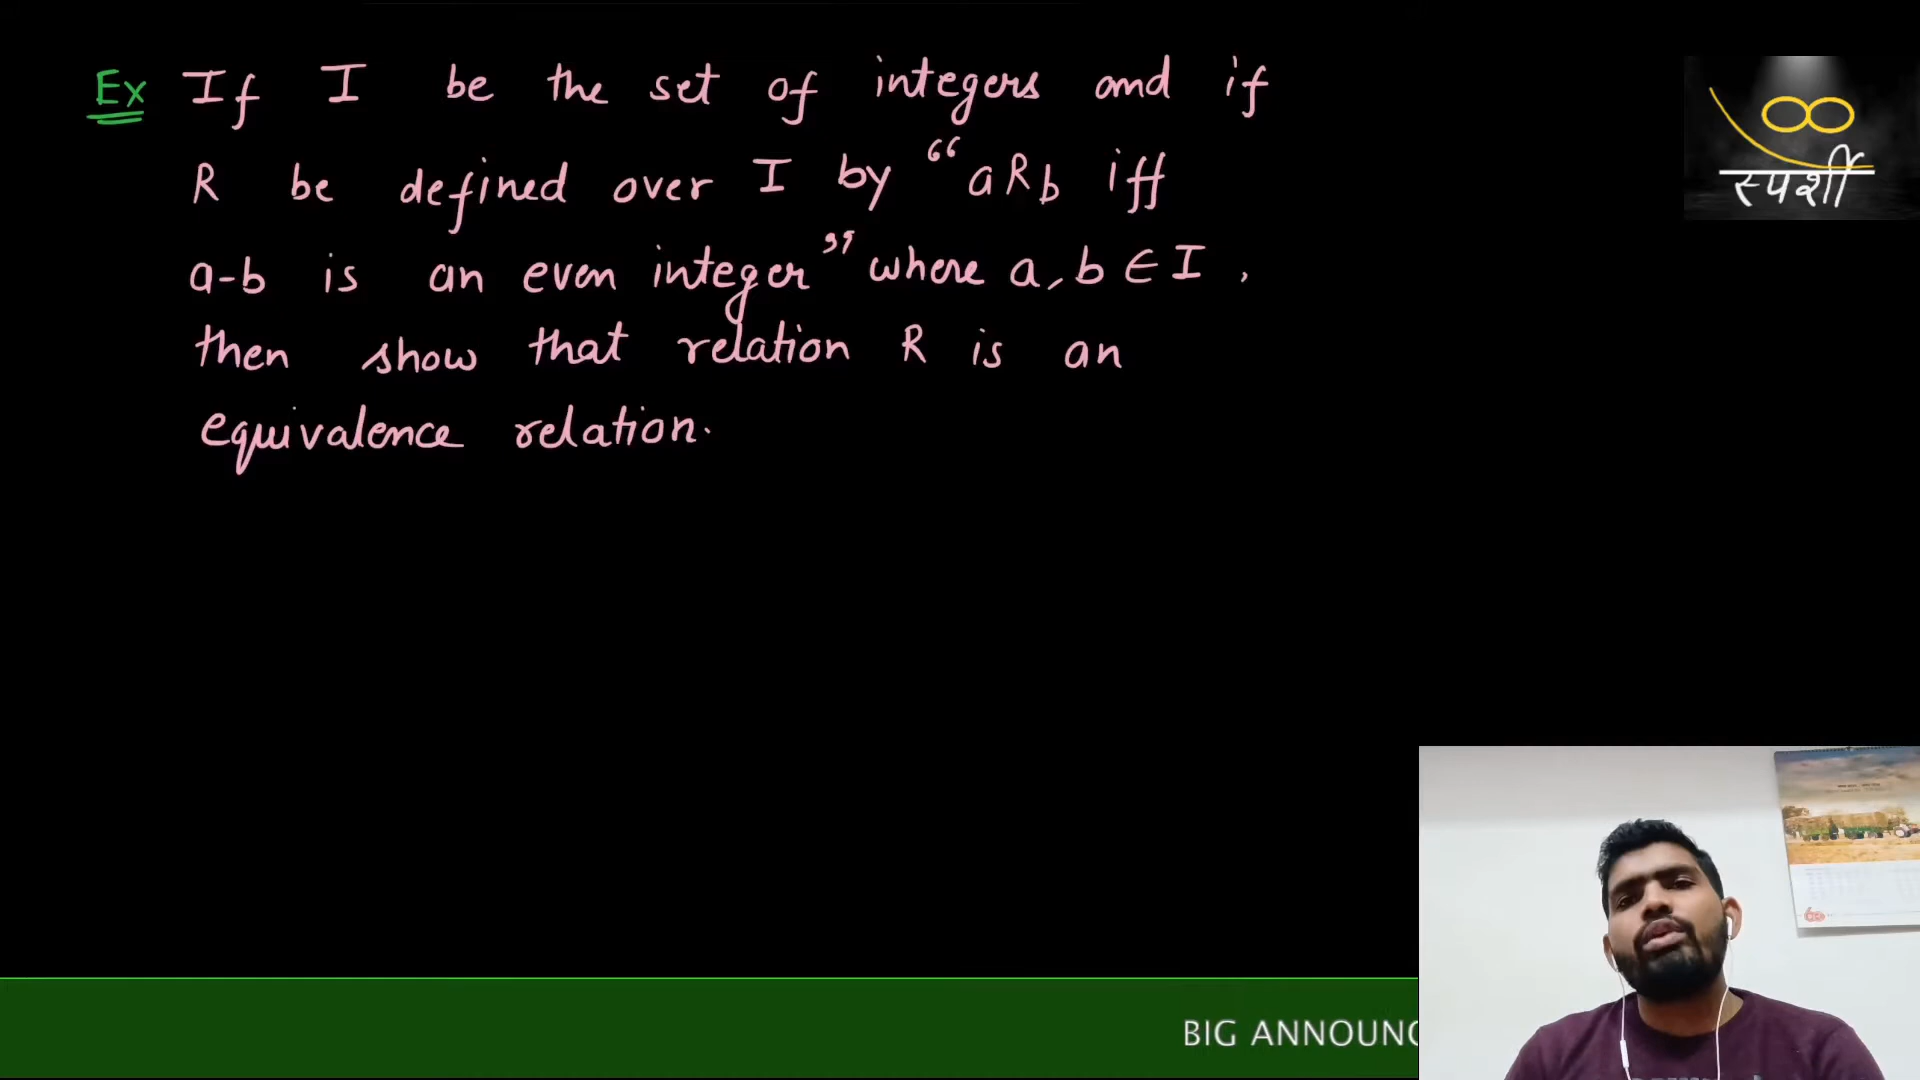 Ex If I be the set of integers and if
R be defined over I by “aRb iff
a-b is an even integer” where a, b ∈ I,
then show that relation R is an
equivalence relation.
स्पर्शी
BIG ANNOUNC